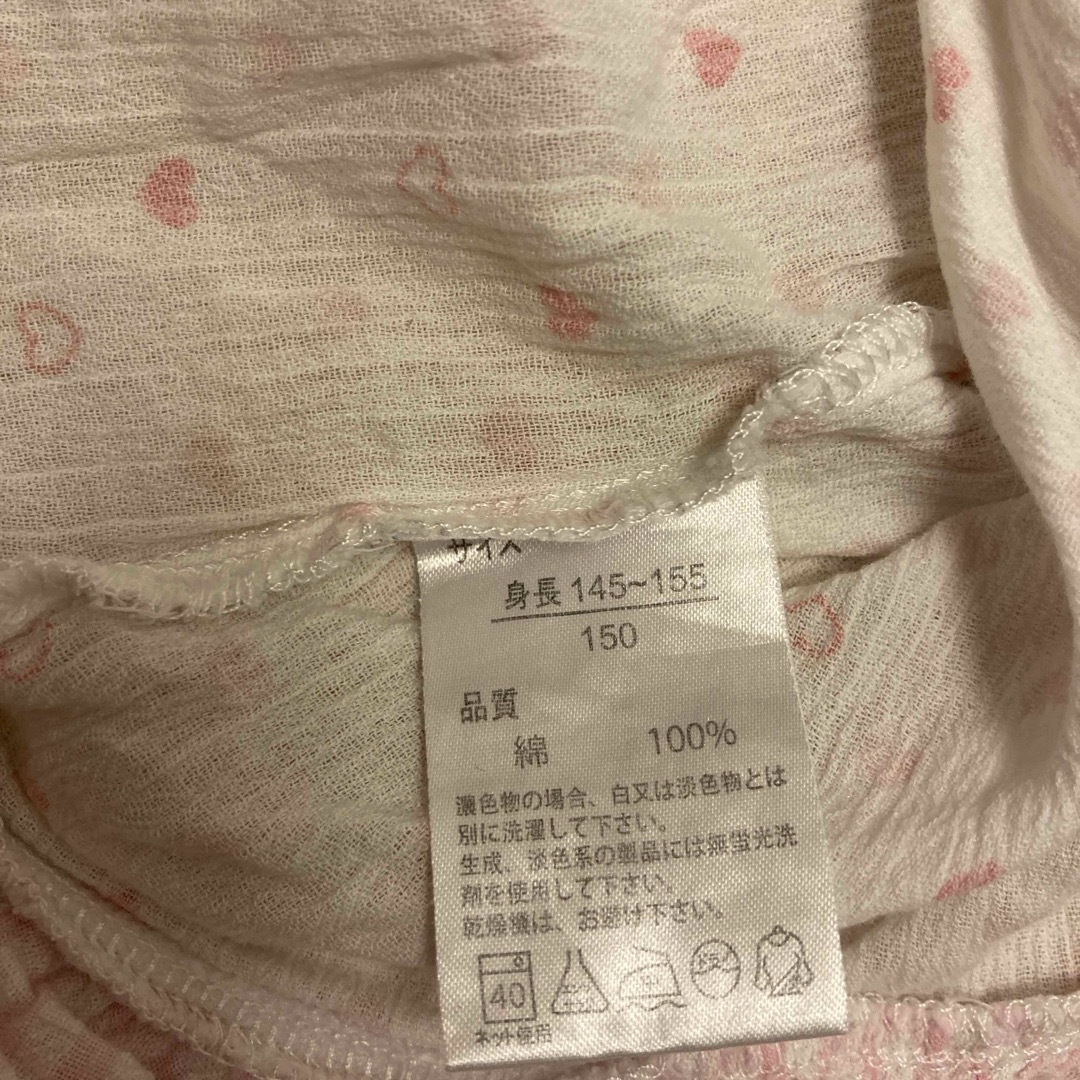 サイズ
身長 145~155
150
品質
綿 100%
濃色物の場合、白又は淡色物とは
別に洗濯して下さい。
生成、淡色系の製品には無蛍光洗
剤を使用して下さい。
乾燥機は、お避け下さい。
40
ネット使用